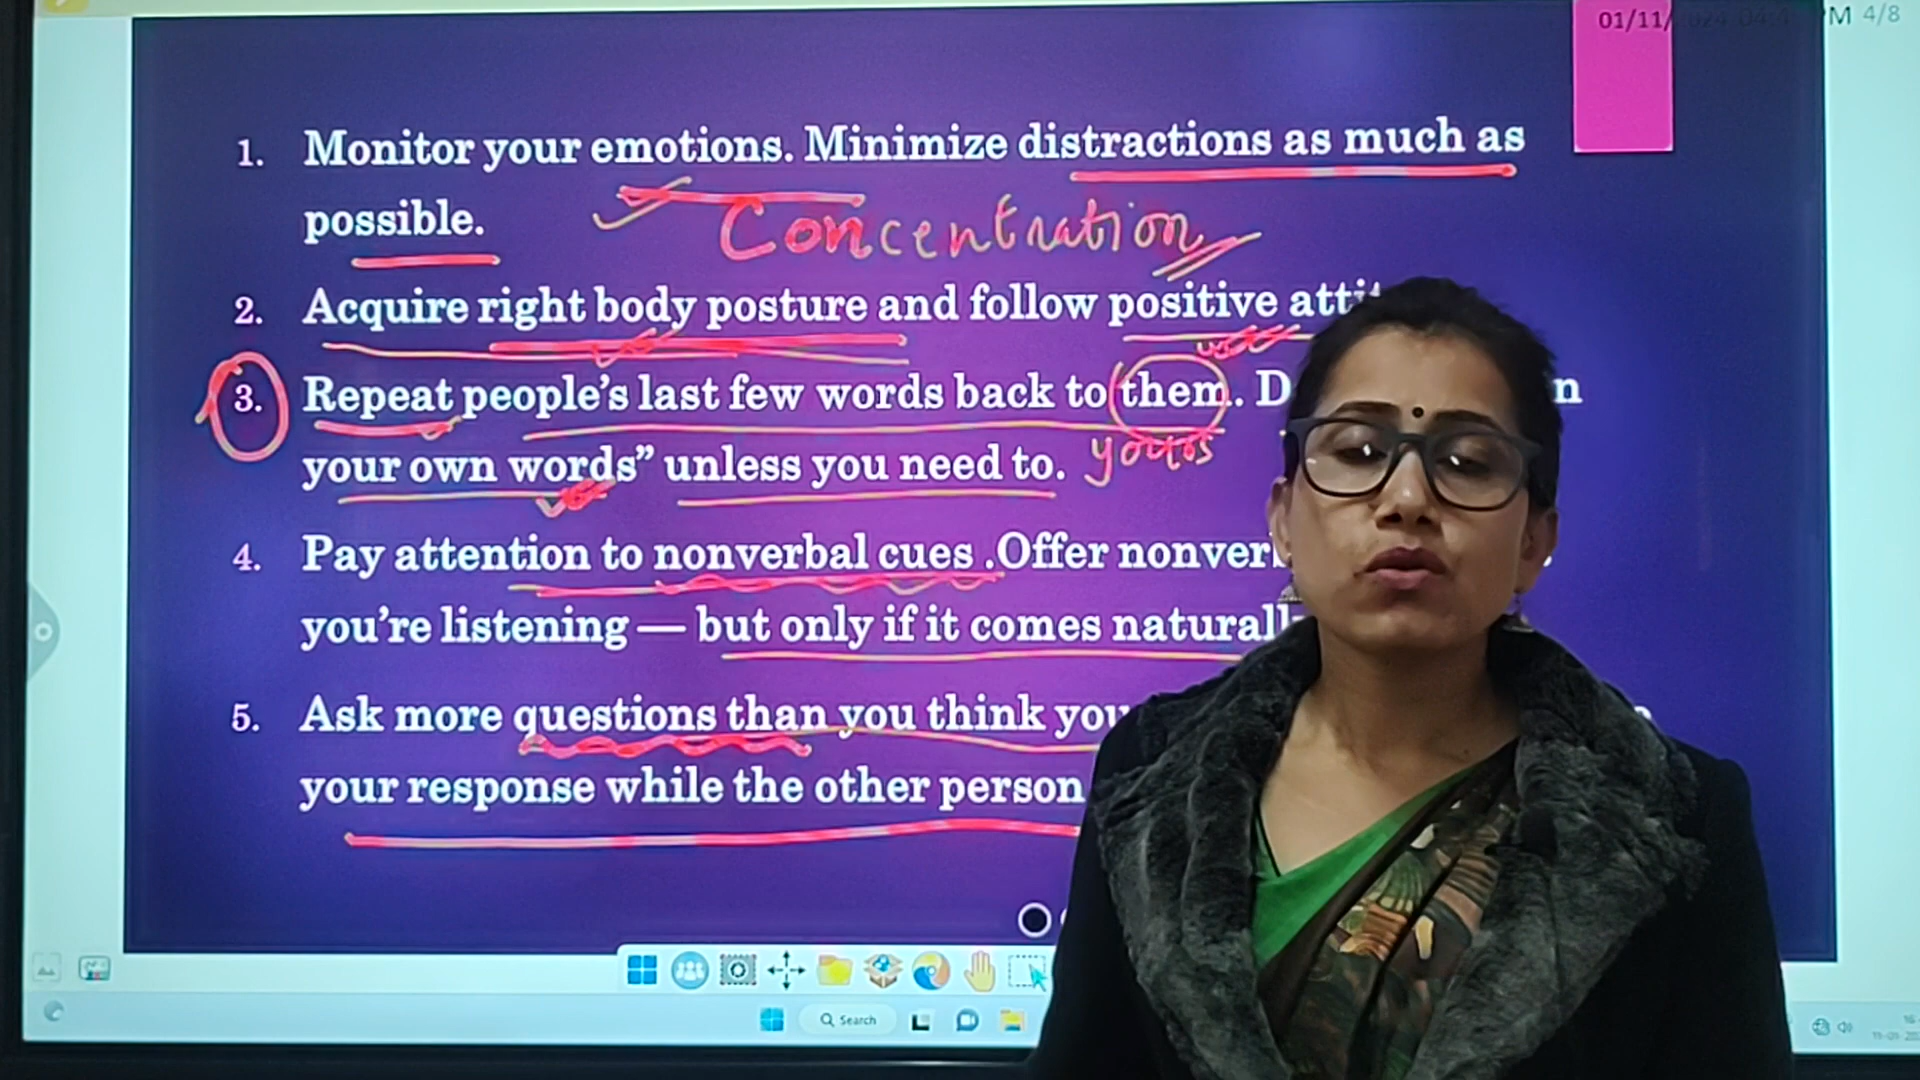 01/11/ M 4/8
1. Monitor your emotions. Minimize distractions as much as
possible.
Concentration
2. Acquire right body posture and follow positive
3. Repeat people's last few words back to them. D n
your own words" unless you need to.
yours
4. Pay attention to nonverbal cues .Offer
you're listening — but only if it comes
5. Ask more questions than you think you
your response while the other person
Search